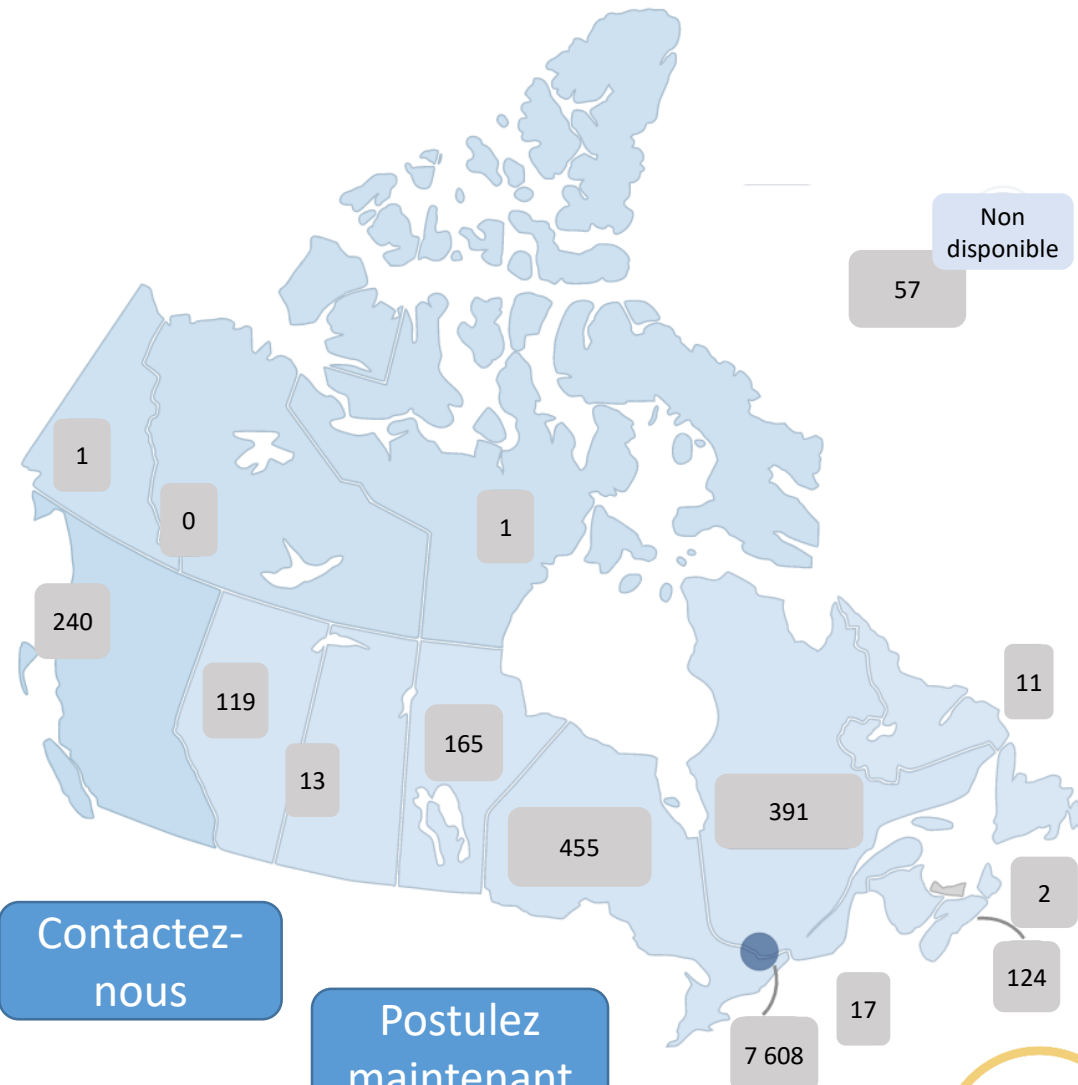 Non
disponible
57
1
0
1
240
11
119
165
13
391
455
2
Contactez-
nous
124
17
Postulez
maintenant
7 608